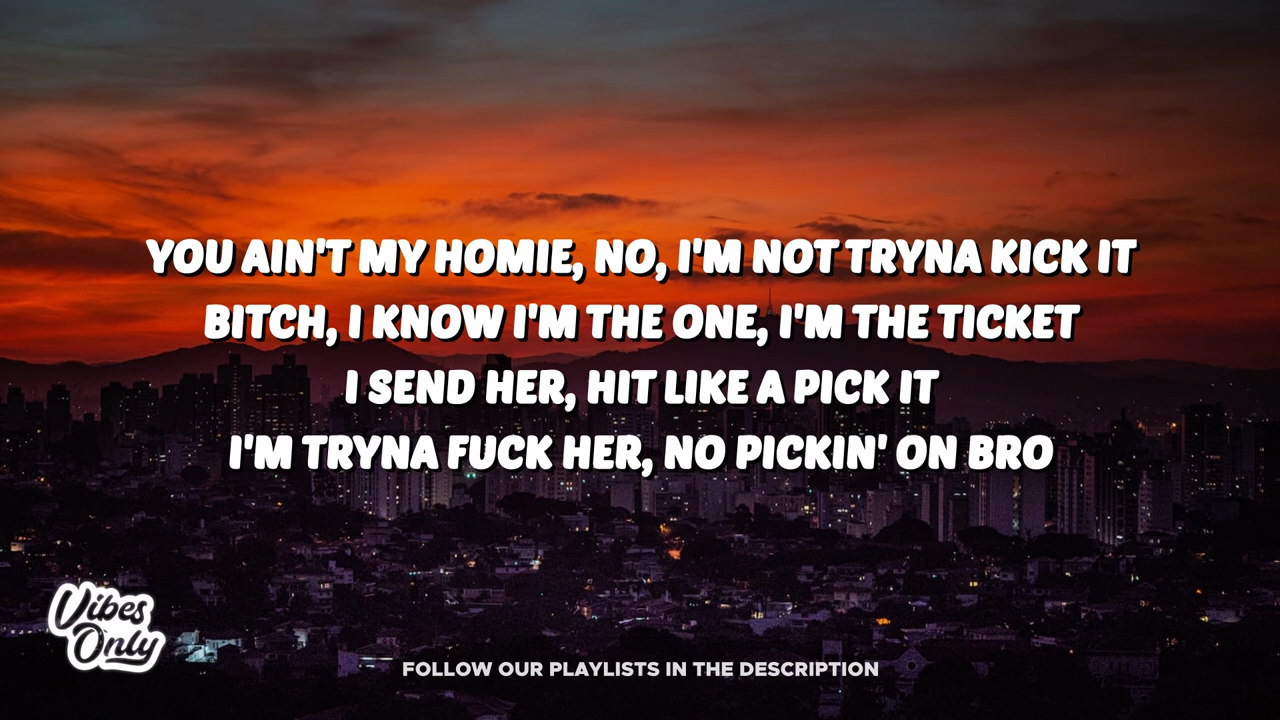 YOU AIN'T MY HOMIE, NO, I'M NOT TRYNA KICK IT
BITCH, I KNOW I'M THE ONE, I'M THE TICKET
I SEND HER, HIT LIKE A PICK IT
I'M TRYNA FUCK HER, NO PICKIN' ON BRO
Vibes
Only
FOLLOW OUR PLAYLISTS IN THE DESCRIPTION